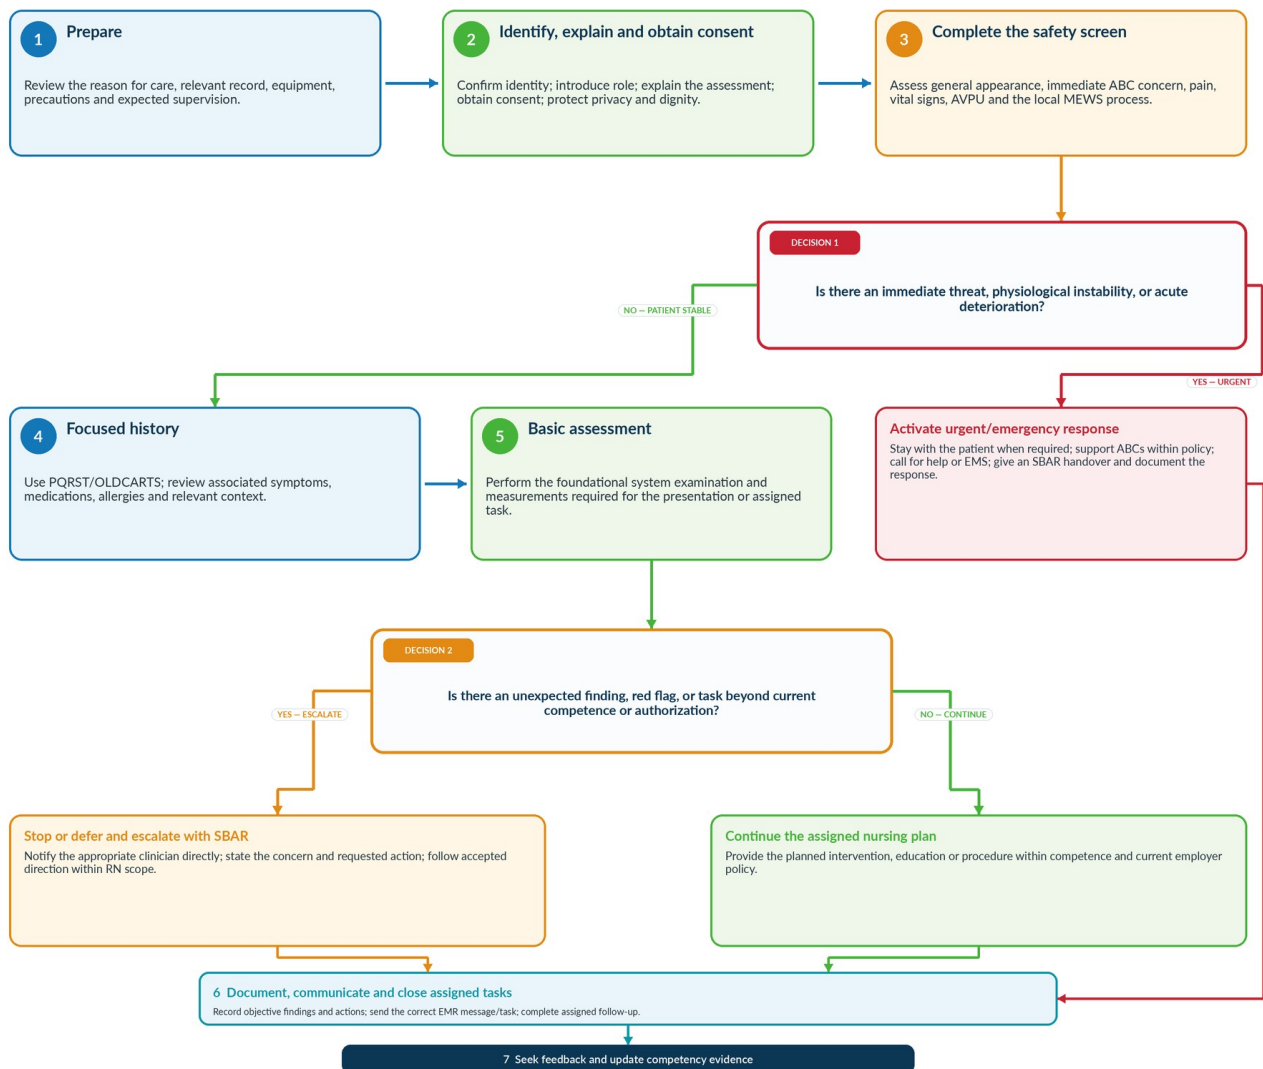 1 Prepare
Review the reason for care, relevant record, equipment,
precautions and expected supervision.
2 Identify, explain and obtain consent
Confirm identity; introduce role; explain the assessment;
obtain consent; protect privacy and dignity.
3 Complete the safety screen
Assess general appearance, immediate ABC concern, pain,
vital signs, AVPU and the local MEWS process.
DECISION 1
Is there an immediate threat, physiological instability, or acute
deterioration?
NO — PATIENT STABLE
YES — URGENT
4 Focused history
Use PQRST/OLDCARTS; review associated symptoms,
medications, allergies and relevant context.
5 Basic assessment
Perform the foundational system examination and
measurements required for the presentation or assigned
task.
Activate urgent/emergency response
Stay with the patient when required; support ABCs within policy;
call for help or EMS; give an SBAR handover and document the
response.
DECISION 2
Is there an unexpected finding, red flag, or task beyond current
competence or authorization?
YES — ESCALATE
NO — CONTINUE
Stop or defer and escalate with SBAR
Notify the appropriate clinician directly; state the concern and requested action; follow accepted
direction within RN scope.
Continue the assigned nursing plan
Provide the planned intervention, education or procedure within competence and current employer
policy.
6 Document, communicate and close assigned tasks
Record objective findings and actions; send the correct EMR message/task; complete assigned follow-up.
7 Seek feedback and update competency evidence